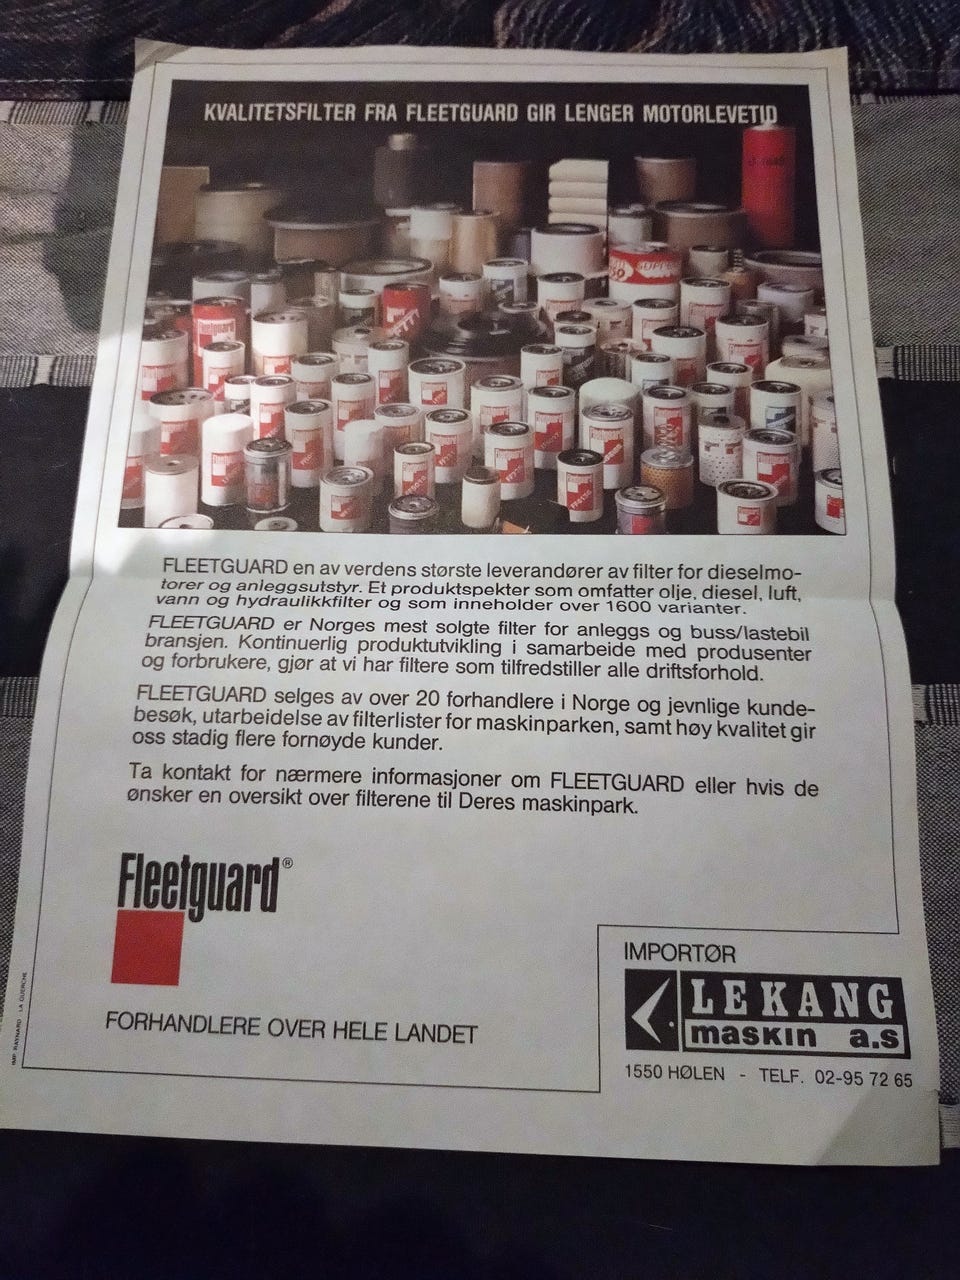 KVALITETSFILTER FRA FLEETGUARD GIR LENGER MOTORLEVETID
FLEETGUARD en av verdens største leverandører av filter for dieselmo-
torer og anleggsutstyr. Et produktspekter som omfatter olje, diesel, luft,
vann og hydraulikkfilter og som inneholder over 1600 varianter.
FLEETGUARD er Norges mest solgte filter for anleggs og buss/lastebil
bransjen. Kontinuerlig produktutvikling i samarbeide med produsenter
og forbrukere, gjør at vi har filtere som tilfredstiller alle driftsforhold.
FLEETGUARD selges av over 20 forhandlere i Norge og jevnlige kunde-
besøk, utarbeidelse av filterlister for maskinparken, samt høy kvalitet gir
oss stadig flere fornøyde kunder.
Ta kontakt for nærmere informasjoner om FLEETGUARD eller hvis de
ønsker en oversikt over filterene til Deres maskinpark.
Fleetguard®
FORHANDLERE OVER HELE LANDET
IMPORTØR
LEKANG
maskin a.s
1550 HØLEN - TELF. 02-95 72 65
IMP. RAYNARD - LA GUERCHE